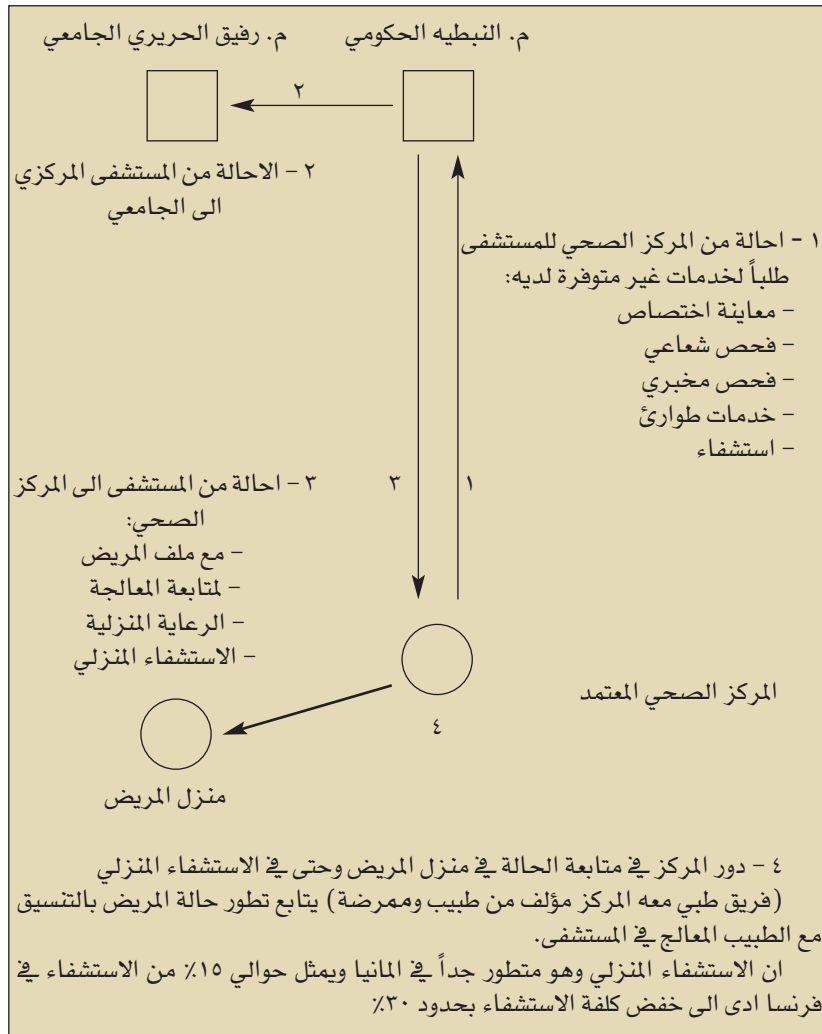 م. النبطيه الحكومي
م. رفيق الحريري الجامعي
٢
٢ - الاحالة من المستشفى المركزي
الى الجامعي
١ - احالة من المركز الصحي للمستشفى
طلباً لخدمات غير متوفرة لديه:
- معاينة اختصاص
- فحص شعاعي
- فحص مخبري
- خدمات طوارئ
- استشفاء
١
٣
٣ - احالة من المستشفى الى المركز
الصحي:
- مع ملف المريض
- لمتابعة المعالجة
- الرعاية المنزلية
- الاستشفاء المنزلي
المركز الصحي المعتمد
٤
منزل المريض
٤ - دور المركز في متابعة الحالة في منزل المريض وحتى في الاستشفاء المنزلي
(فريق طبي معه المركز مؤلف من طبيب وممرضة) يتابع تطور حالة المريض بالتنسيق
مع الطبيب المعالج في المستشفى.
ان الاستشفاء المنزلي وهو متطور جداً في المانيا ويمثل حوالي ١٥٪ من الاستشفاء في
فرنسا ادى الى خفض كلفة الاستشفاء بحدود ٣٠٪